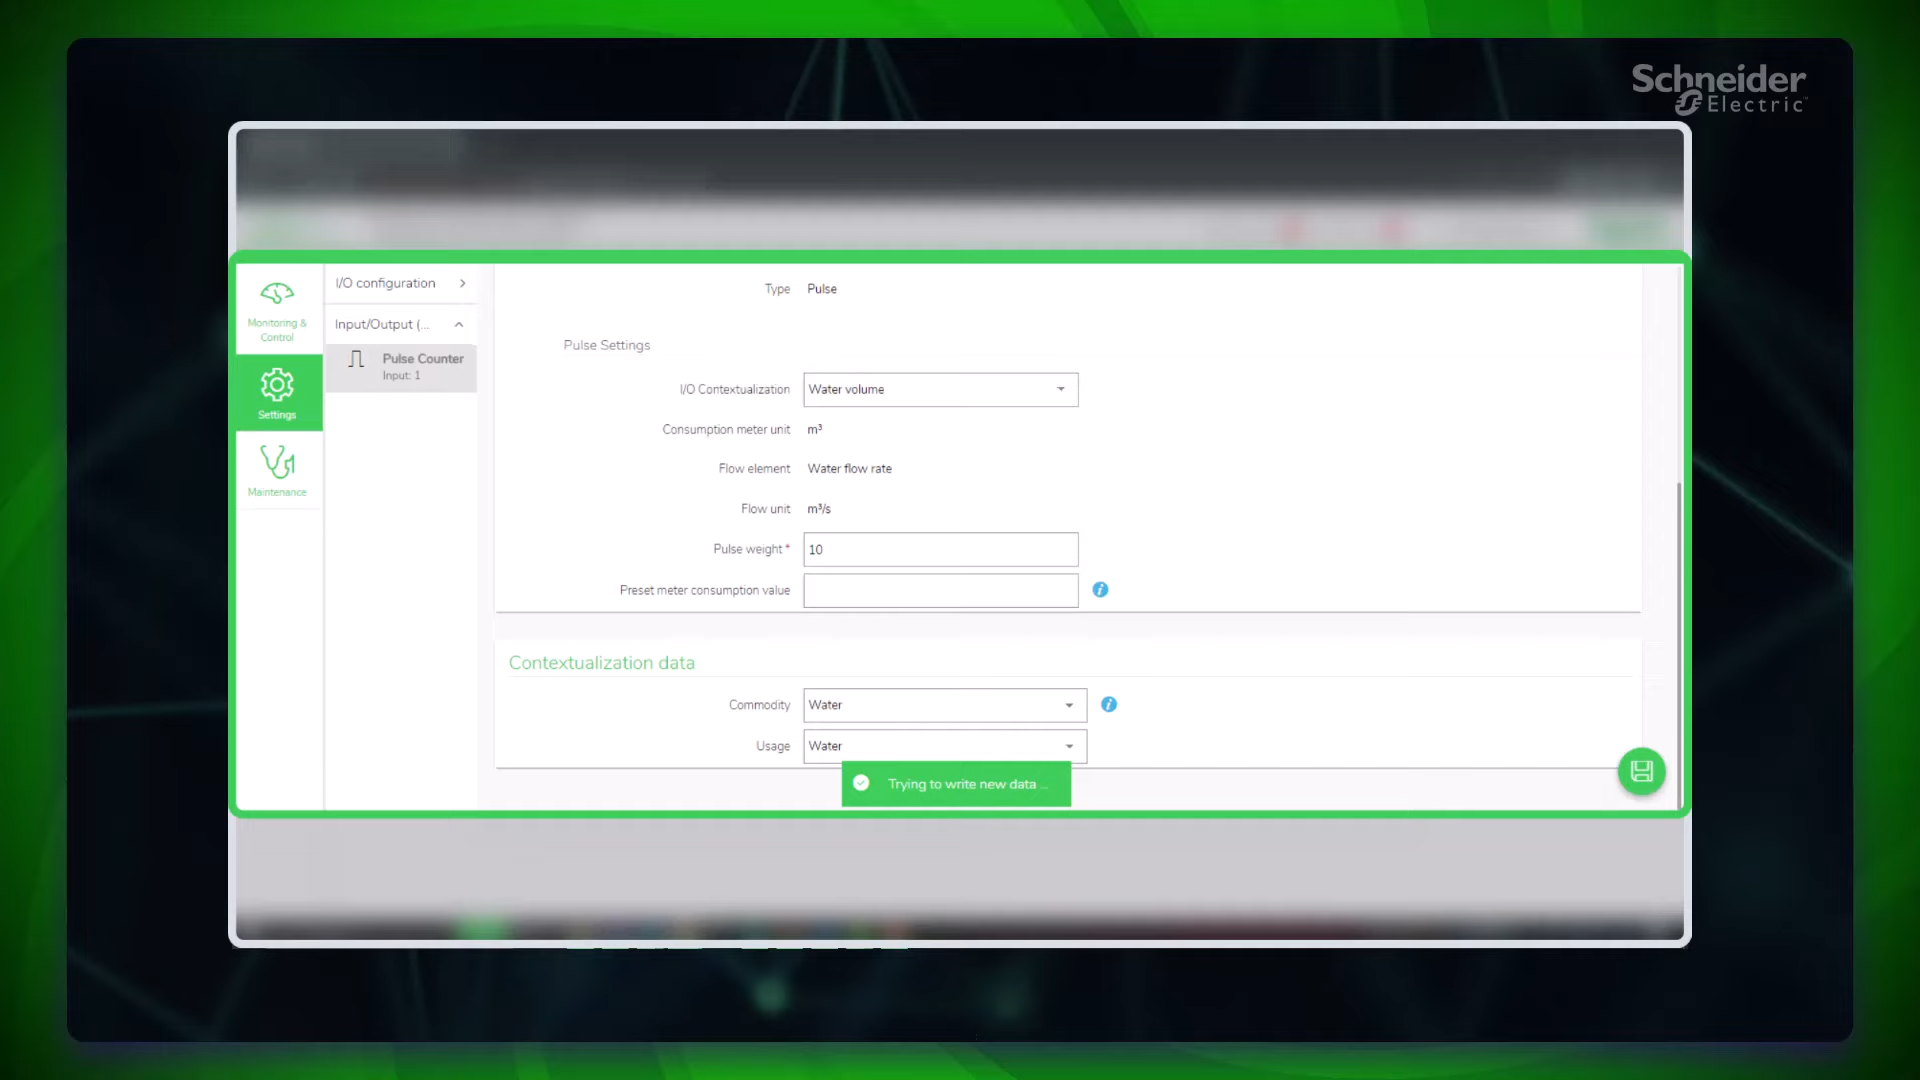 Schneider
Electric™
Monitoring &
Control
Settings
Maintenance
I/O configuration
Input/Output (...
Pulse Counter
Input: 1
Type Pulse
Pulse Settings
I/O Contextualization Water volume
Consumption meter unit m³
Flow element Water flow rate
Flow unit m³/s
Pulse weight * 10
Preset meter consumption value
Contextualization data
Commodity Water
Usage Water
Trying to write new data ...